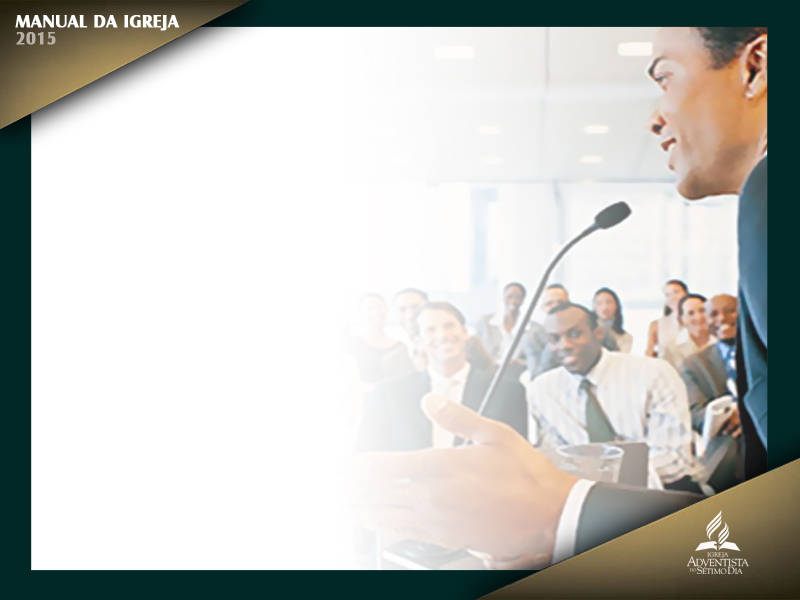 MANUAL DA IGREJA
2015
IGREJA
ADVENTISTA
DO SÉTIMO DIA